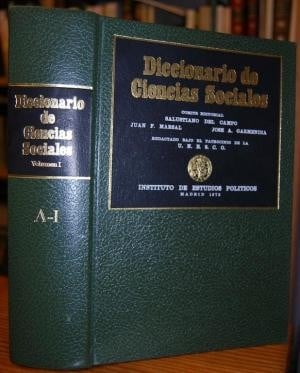 Diccionario
de
Ciencias
Sociales
Volumen I
A-I
Diccionario de
Ciencias Sociales
COMITE EDITORIAL
SALUSTIANO DEL CAMPO
JUAN F. MARSAL JOSE A. GARMENDIA
REDACTADO BAJO EL PATROCINIO DE LA
U. N. E. S. C. O.
INSTITUTO DE ESTUDIOS POLITICOS
MADRID 1975